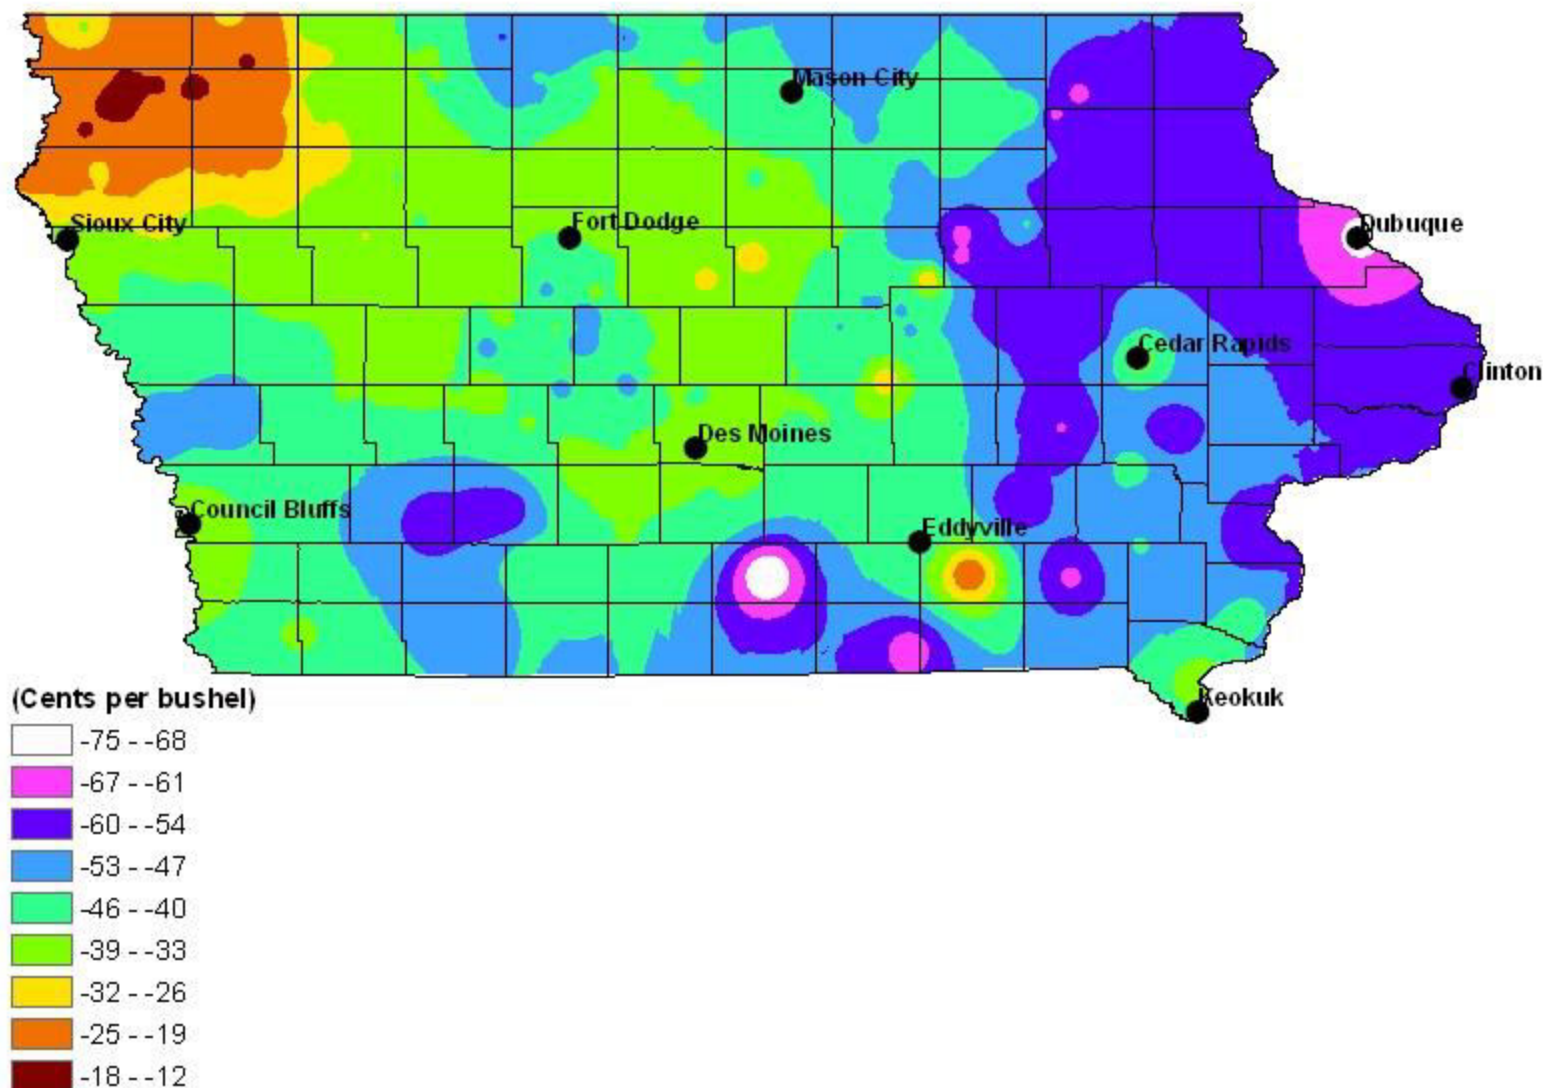 Mason City
Sioux City
Fort Dodge
Dubuque
Cedar Rapids
Clinton
Des Moines
Council Bluffs
Eddyville
Keokuk
(Cents per bushel)
-75 - -68
-67 - -61
-60 - -54
-53 - -47
-46 - -40
-39 - -33
-32 - -26
-25 - -19
-18 - -12